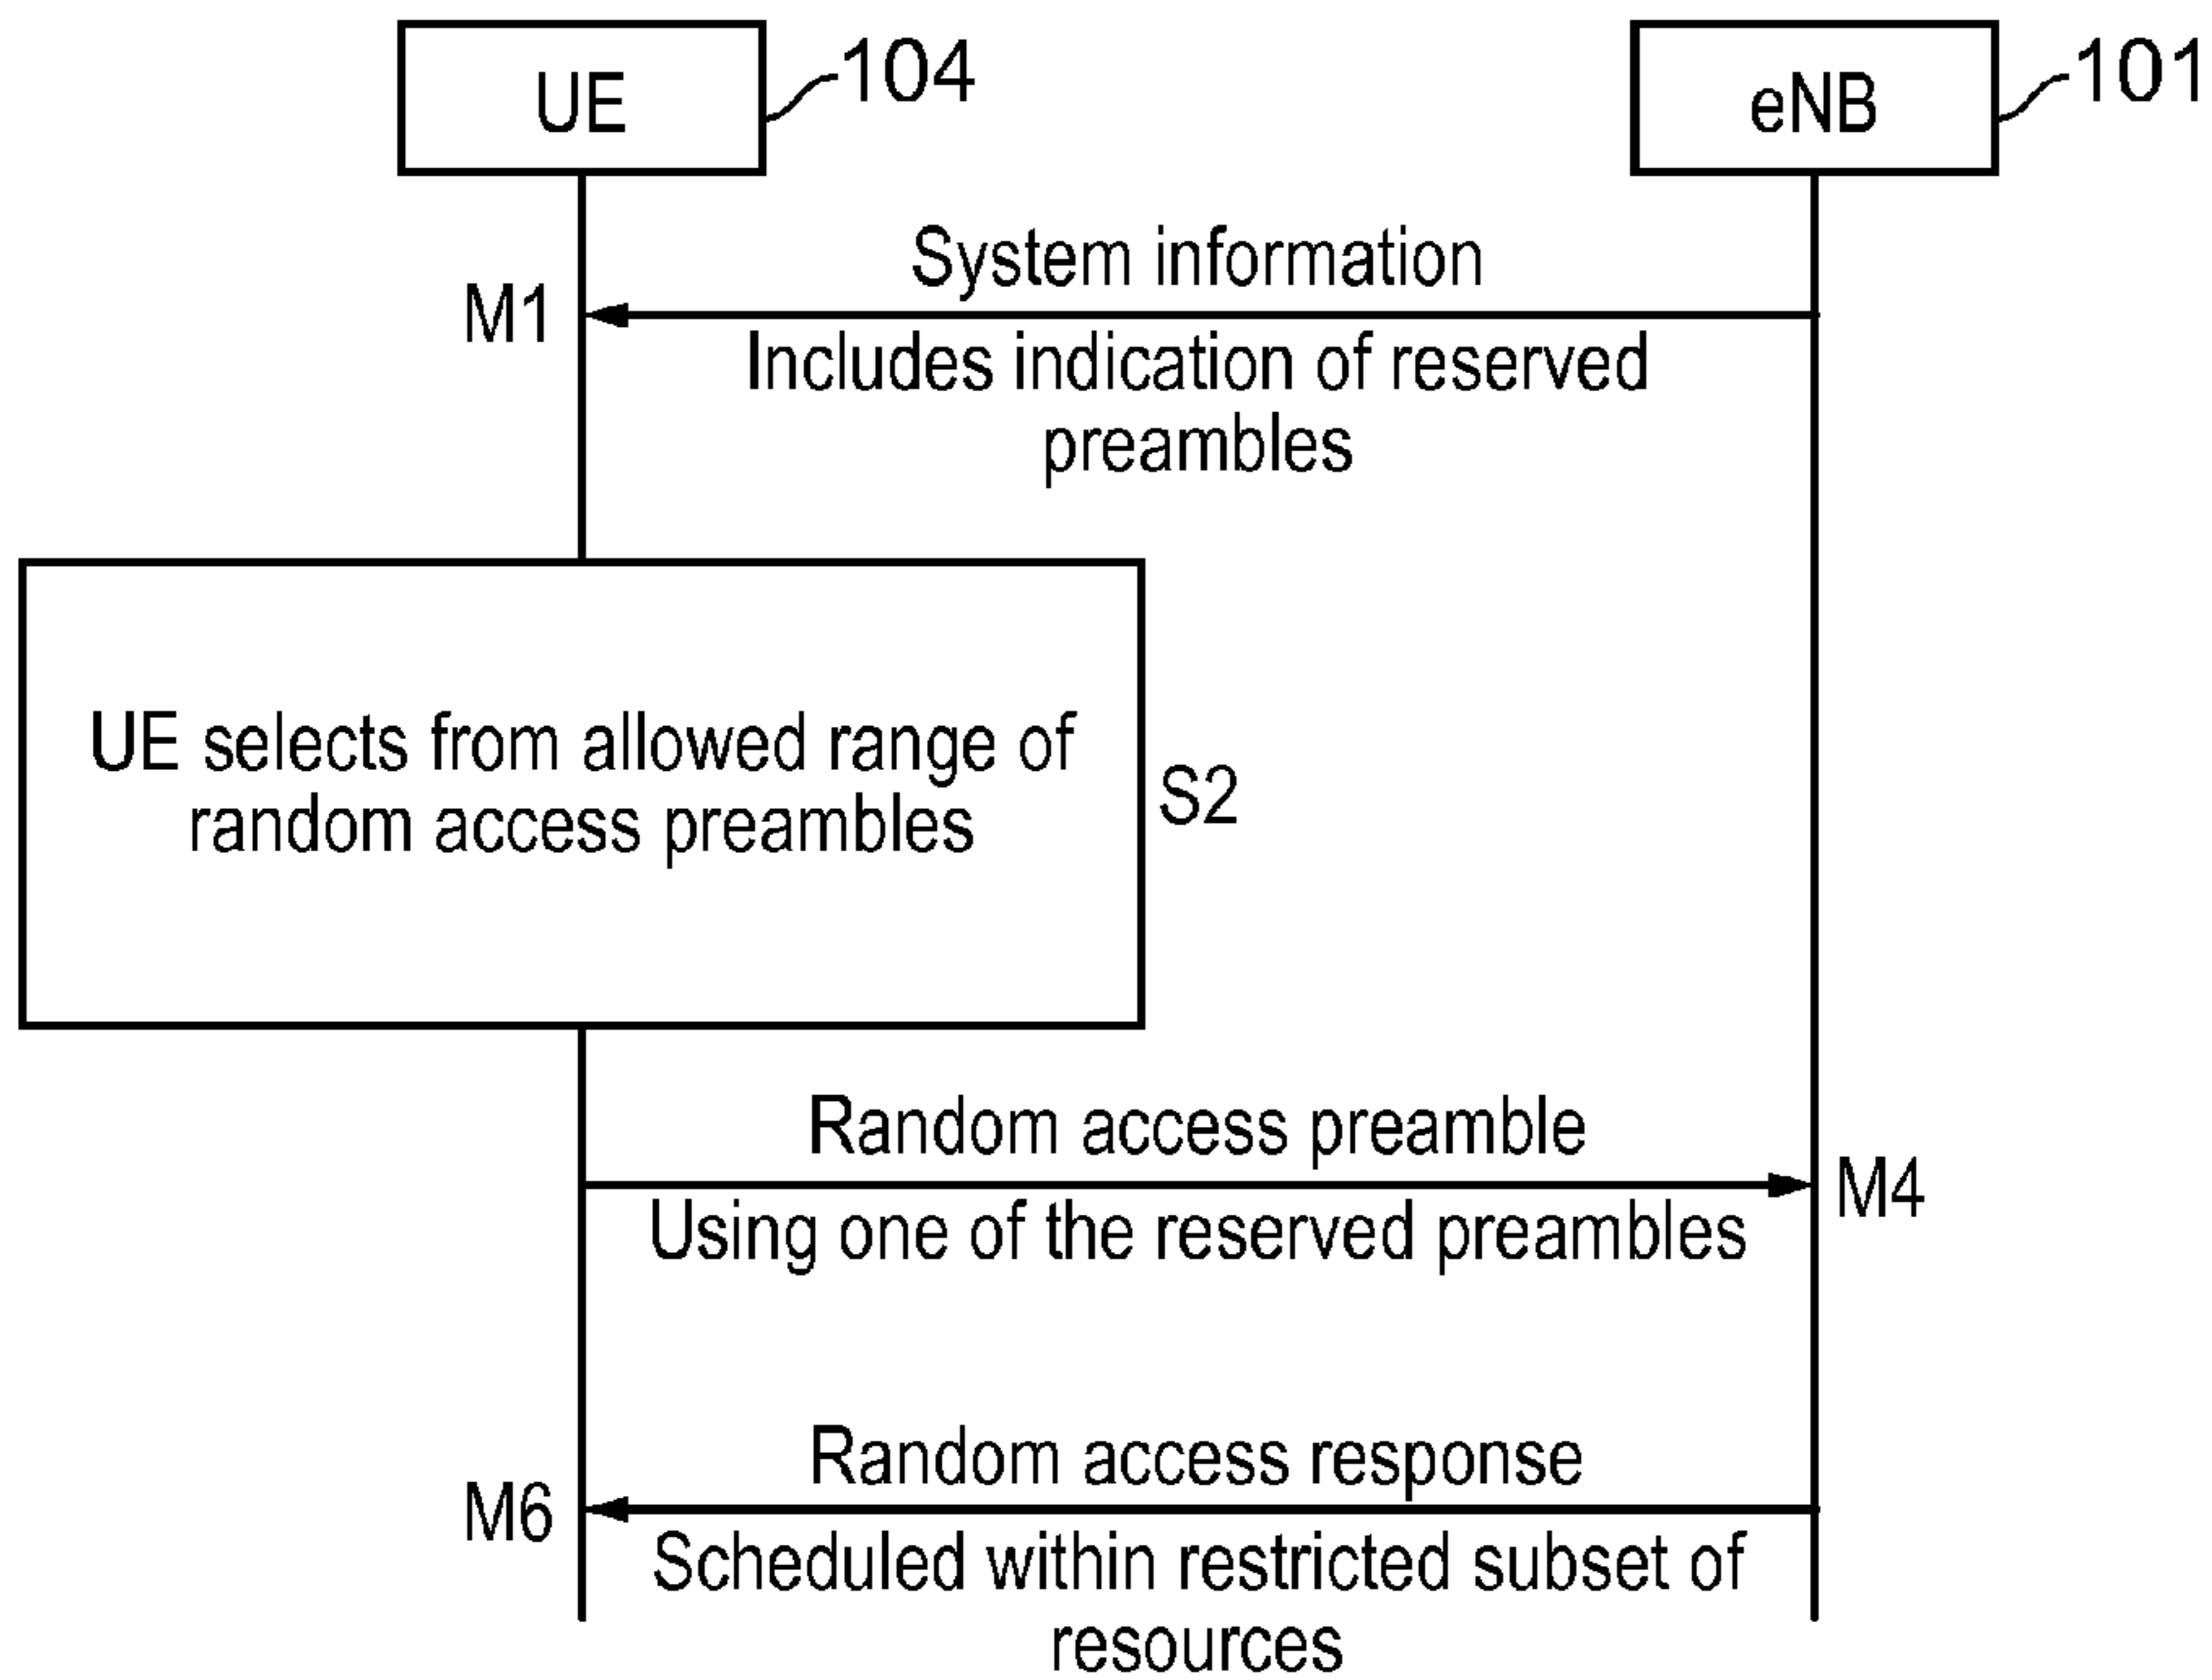 UE
104
eNB
101
System information
M1
Includes indication of reserved
preambles
UE selects from allowed range of
random access preambles
S2
Random access preamble
M4
Using one of the reserved preambles
Random access response
M6
Scheduled within restricted subset of
resources